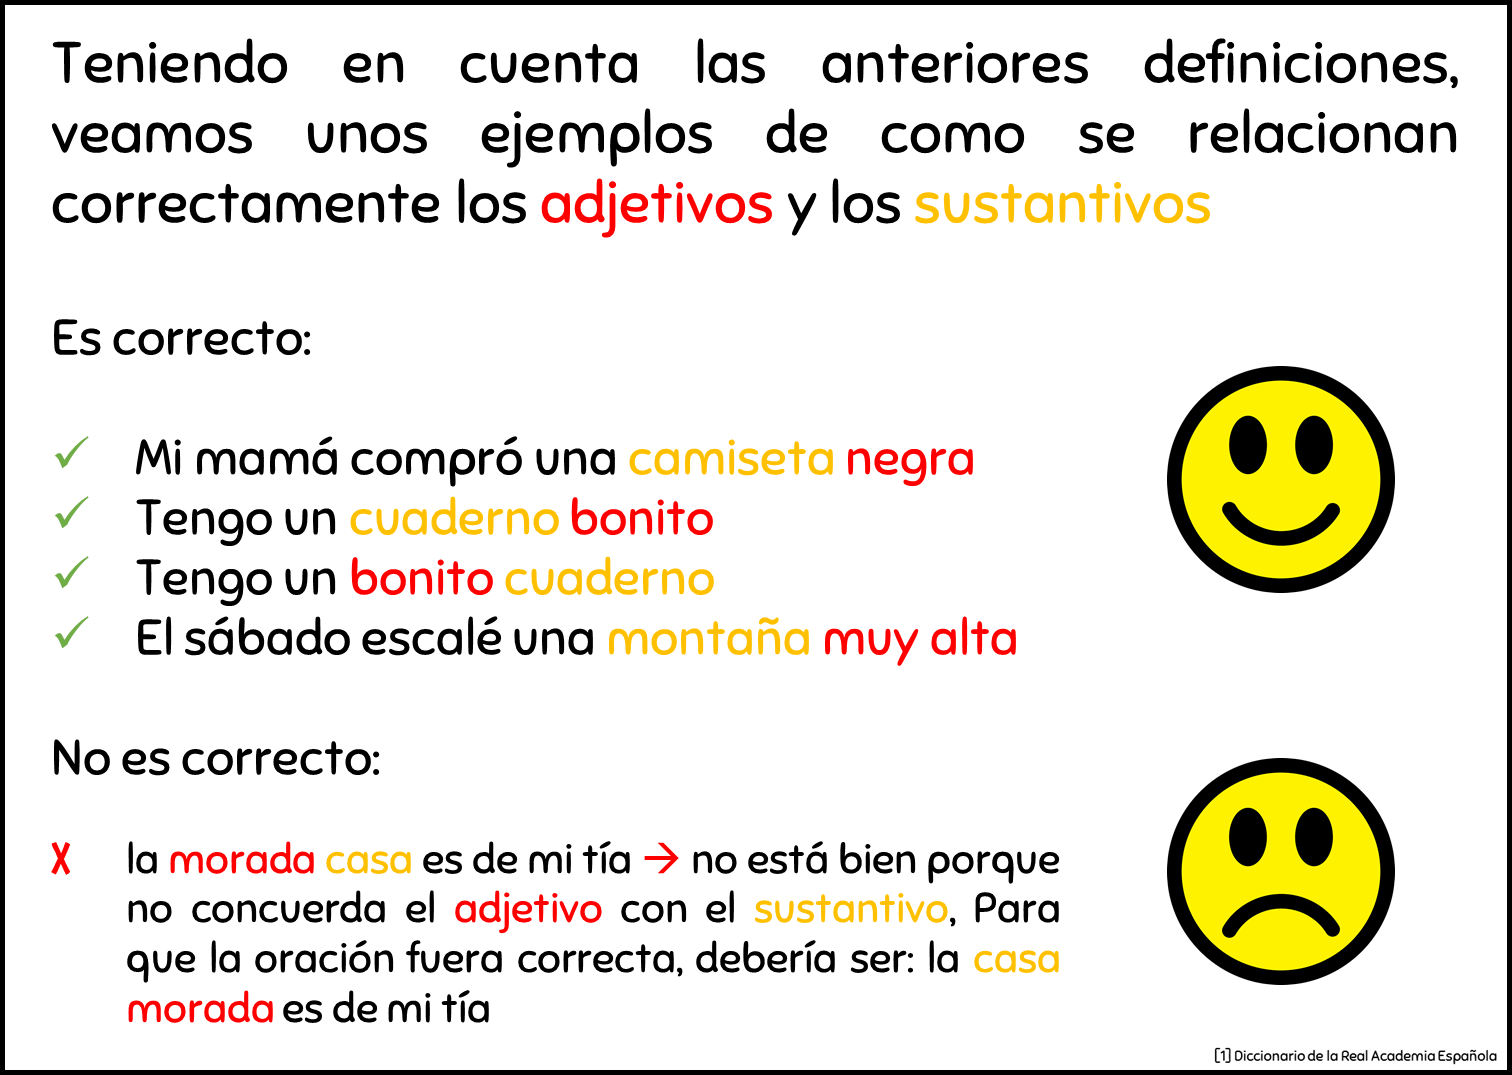 Teniendo en cuenta las anteriores definiciones,
veamos unos ejemplos de como se relacionan
correctamente los adjetivos y los sustantivos
Es correcto:
✓ Mi mamá compró una camiseta negra
✓ Tengo un cuaderno bonito
✓ Tengo un bonito cuaderno
✓ El sábado escalé una montaña muy alta
No es correcto:
X la morada casa es de mi tía → no está bien porque
no concuerda el adjetivo con el sustantivo, Para
que la oración fuera correcta, debería ser: la casa
morada es de mi tía
[1] Diccionario de la Real Academia Española